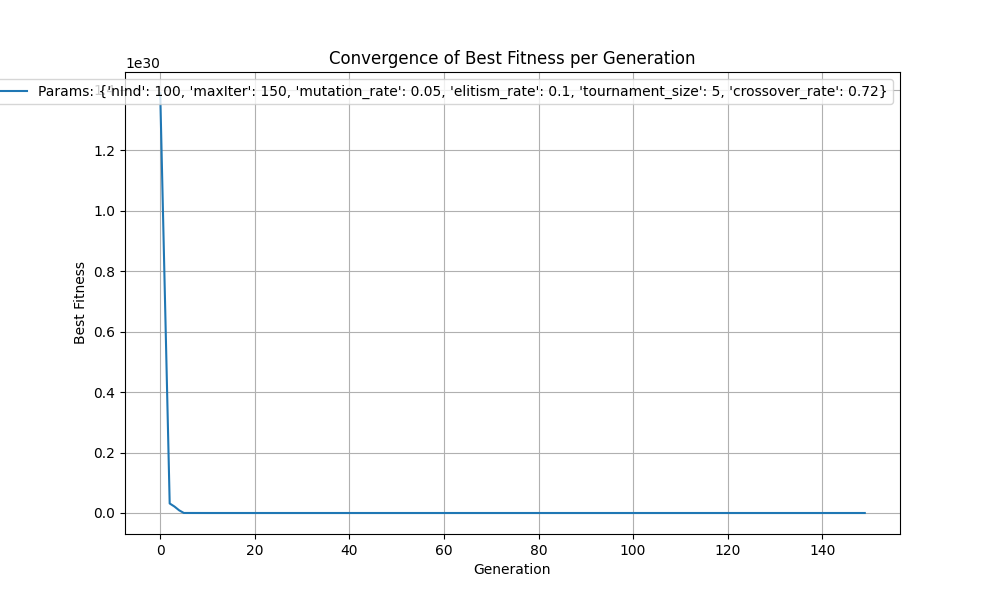 Convergence of Best Fitness per Generation
1e30
Params: {'nInd': 100, 'maxIter': 150, 'mutation_rate': 0.05, 'elitism_rate': 0.1, 'tournament_size': 5, 'crossover_rate': 0.72}
1.2
1.0
0.8
0.6
0.4
0.2
0.0
Best Fitness
0 20 40 60 80 100 120 140
Generation